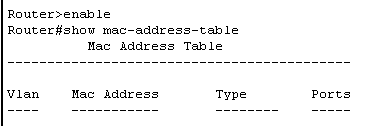 Router>enable
Router#show mac-address-table
          Mac Address Table
-------------------------------------------

Vlan    Mac Address       Type        Ports
----    -----------       --------    -----